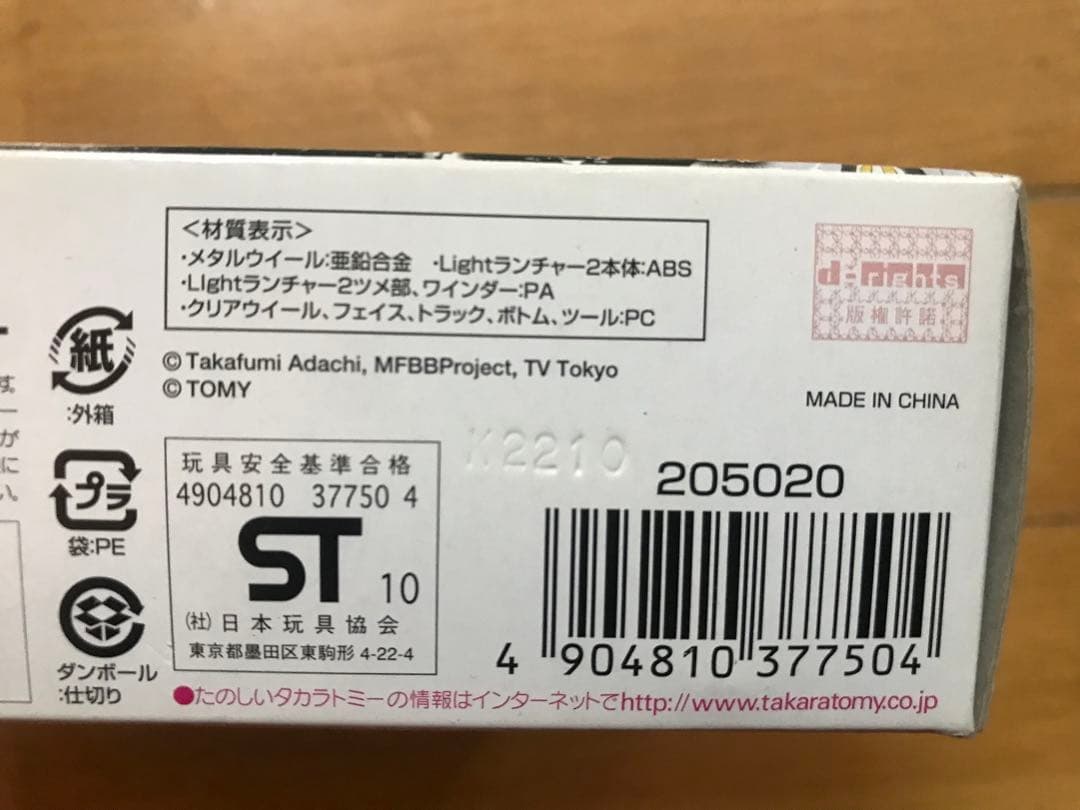 <材質表示>
・メタルウイール:亜鉛合金 ・Lightランチャー2本体:ABS
・LIghtランチャー2ツメ部、ワインダー:PA
・クリアウイール、フェイス、トラック、ボトム、ツール:PC
d-rights
版権許諾
©Takafumi Adachi, MFBBProject, TV Tokyo
©TOMY
MADE IN CHINA
紙
:外箱
プラ
袋:PE
ダンボール
:仕切り
す。
ー
が
に
い。
玩具安全基準合格
4904810 37750 4
ST 10
(社)日本玩具協会
東京都墨田区東駒形 4-22-4
K2210
205020
4 904810 377504
●たのしいタカラトミーの情報はインターネットでhttp://www.takaratomy.co.jp